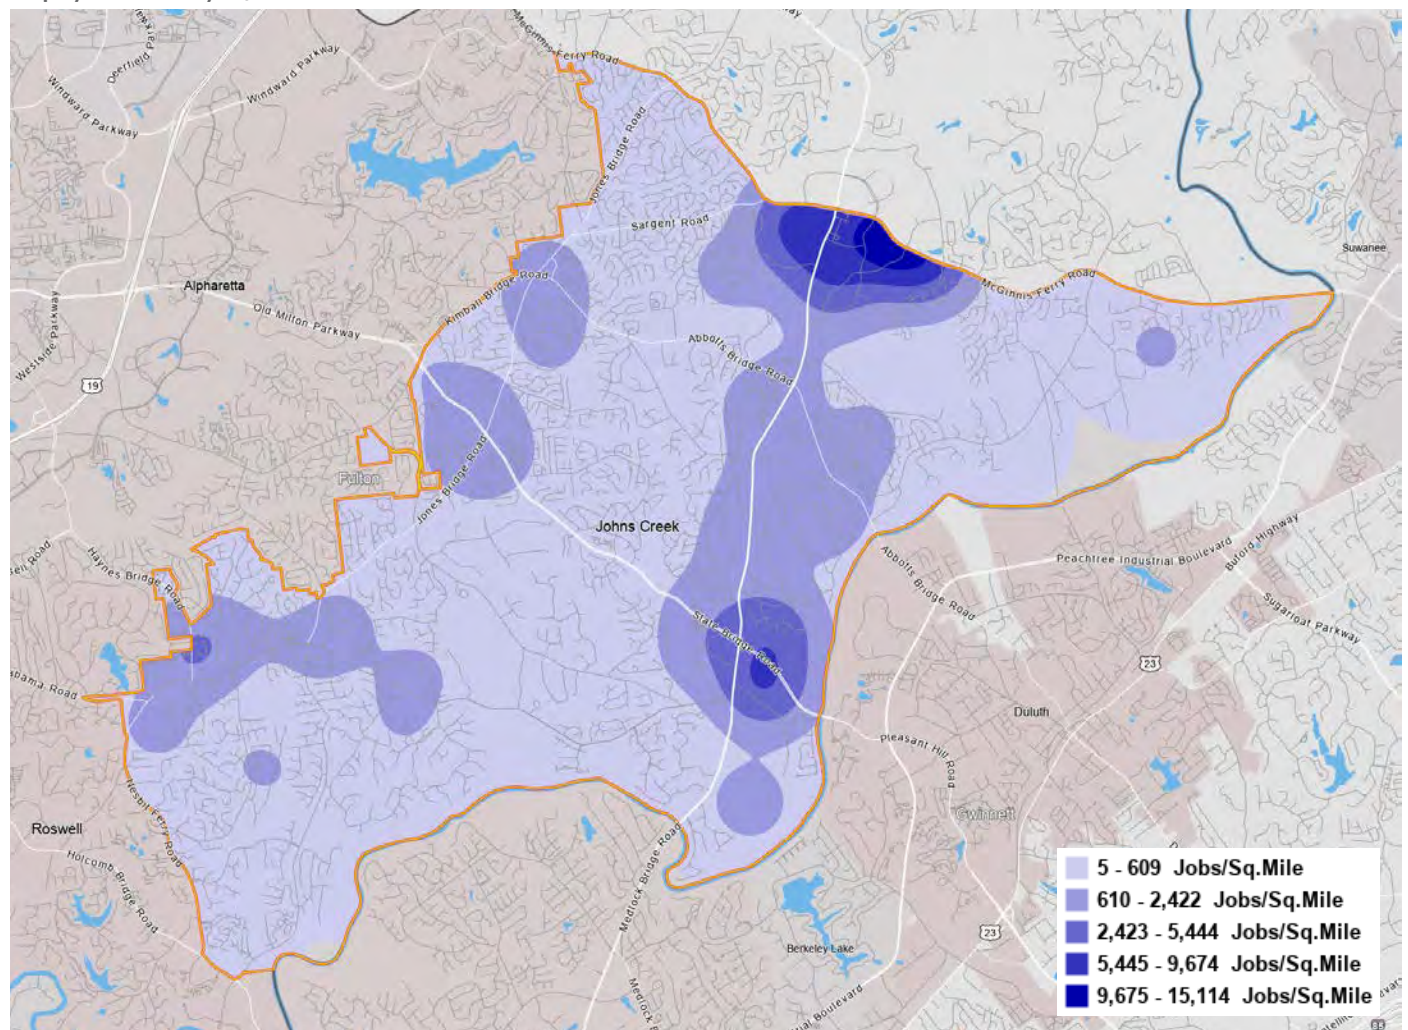 McGinnis Ferry Road
Deerfield Park
Windward Parkway
Windward Parkway
Jones Bridge Road
Sargent Road
Suwanee
Kimball Bridge Road
McGinnis Ferry Road
Alpharetta
Old Milton Parkway
Westside Parkway
Abbotts Bridge Road
19
Fulton
Jones Bridge Road
Johns Creek
Haynes Bridge Road
Abbotts Bridge Road
Peachtree Industrial Boulevard
Buford Highway
Sugarloaf Parkway
State Bridge Road
23
Duluth
Pleasant Hill Road
Gwinnett
Nesbit Ferry Road
Roswell
Holcomb Bridge Road
Medlock Bridge Road
23
Berkeley Lake
5 - 609 Jobs/Sq.Mile
610 - 2,422 Jobs/Sq.Mile
2,423 - 5,444 Jobs/Sq.Mile
5,445 - 9,674 Jobs/Sq.Mile
9,675 - 15,114 Jobs/Sq.Mile